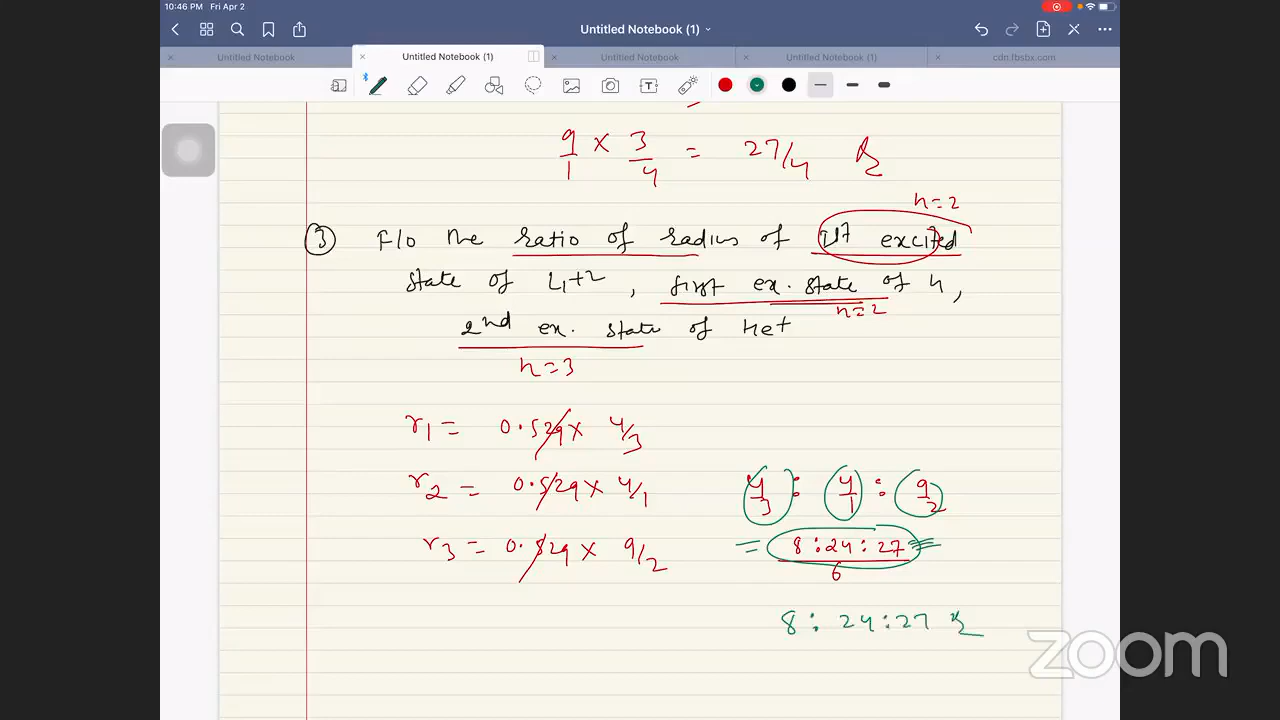 10:46 PM Fri Apr 2
Untitled Notebook (1)
Untitled Notebook
Untitled Notebook (1)
Untitled Notebook
Untitled Notebook (1)
cdn.fbsbx.com
9/1 × 3/4 = 27/4
n=2
③ F/o the ratio of radius of Ist excited
state of Li+2, first ex. state of H,
n=2
2nd ex. state of He+
n=3
r1 = 0.529 × 4/3
r2 = 0.529 × 4/1
4/3 : 4/1 : 9/2
r3 = 0.529 × 9/2
= 8:24:27 =
6
8: 24:27
zoom